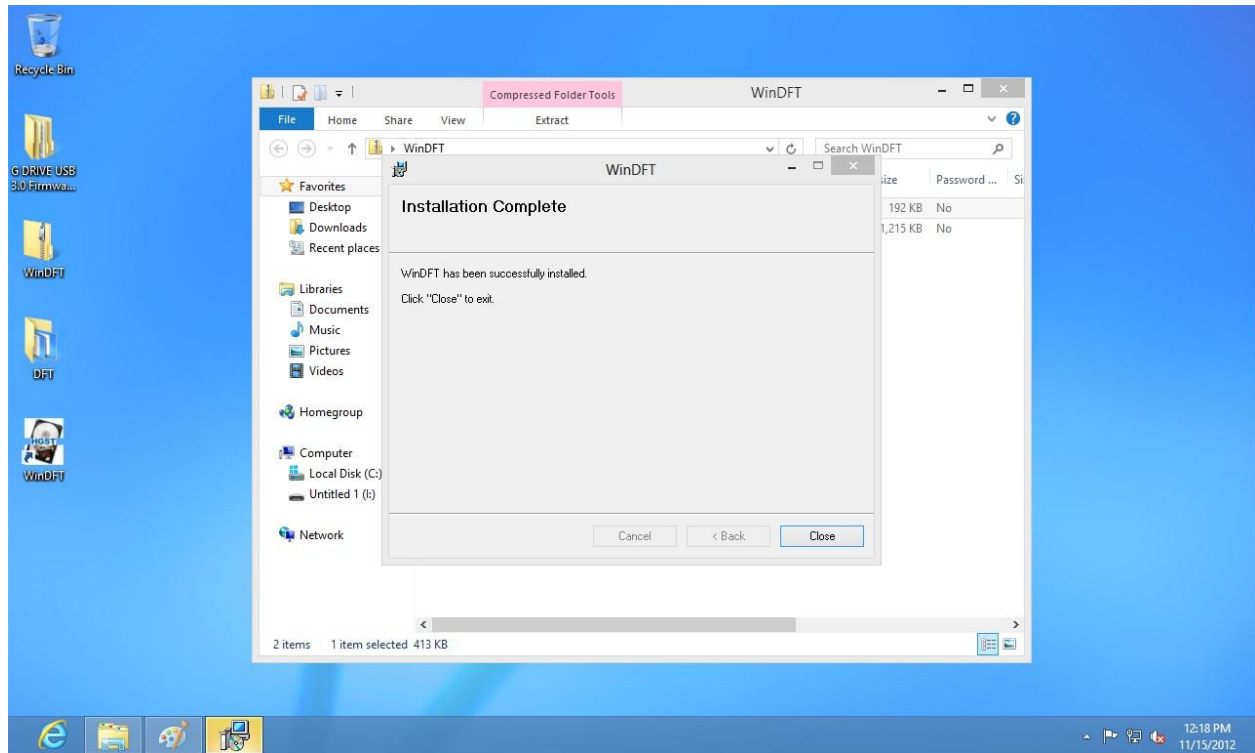 Recycle Bin
G DRIVE USB
3.0 Firmwa...
WinDFT
DFT
HGST
WinDFT
Compressed Folder Tools
WinDFT
File Home Share View Extract
WinDFT
Search WinDFT
Favorites
Desktop
Downloads
Recent places
Libraries
Documents
Music
Pictures
Videos
Homegroup
Computer
Local Disk (C:)
Untitled 1 (I:)
Network
size Password ... Si
192 KB No
1,215 KB No
WinDFT
Installation Complete
WinDFT has been successfully installed.
Click "Close" to exit.
Cancel < Back Close
2 items 1 item selected 413 KB
12:18 PM
11/15/2012